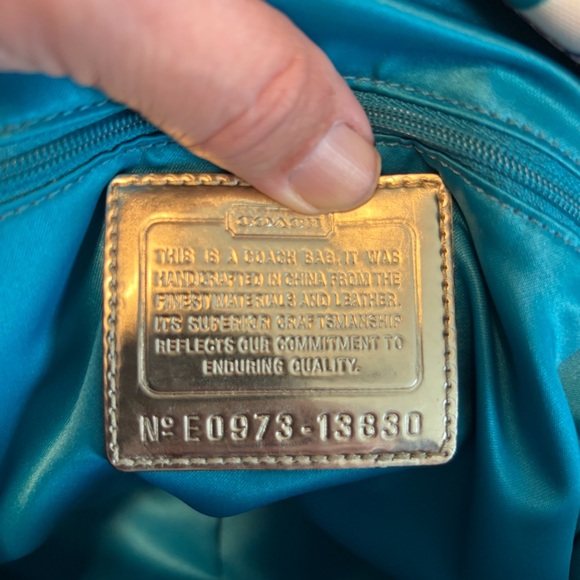 COACH
THIS IS A COACH BAG. IT WAS
HANDCRAFTED IN CHINA FROM THE
FINEST MATERIALS AND LEATHER.
ITS SUPERIOR CRAFTSMANSHIP
REFLECTS OUR COMMITMENT TO
ENDURING QUALITY.
Nº E0973-13830